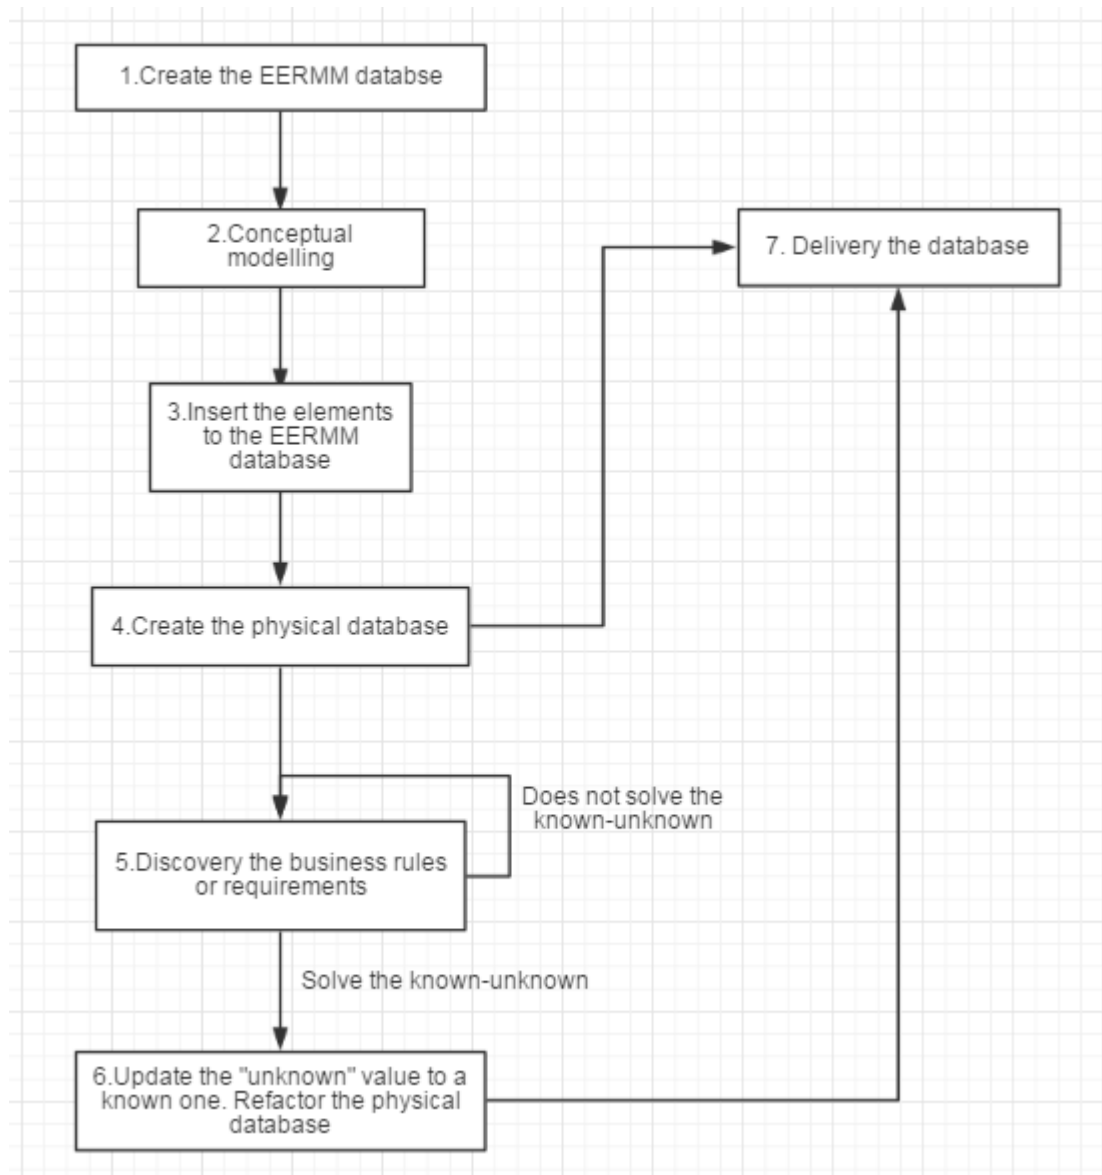 1.Create the EERMM databse
2.Conceptual
modelling
7. Delivery the database
3.Insert the elements
to the EERMM
database
4.Create the physical database
Does not solve the
known-unknown
5.Discovery the business rules
or requirements
Solve the known-unknown
6.Update the "unknown" value to a
known one. Refactor the physical
database